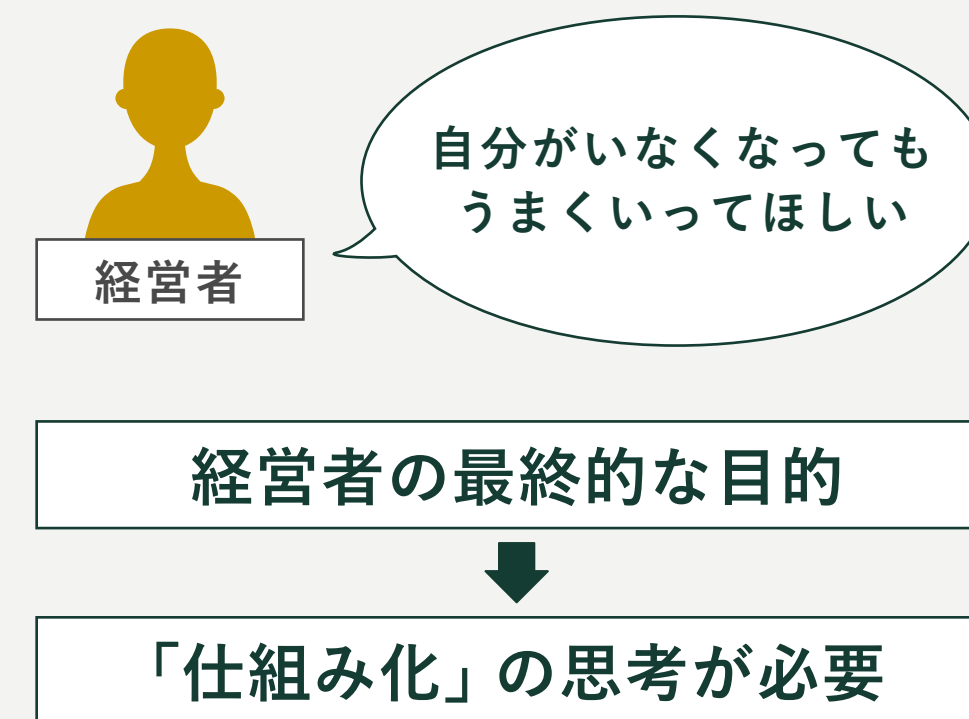 自分がいなくなっても
うまくいってほしい
経営者
経営者の最終的な目的
「仕組み化」の思考が必要